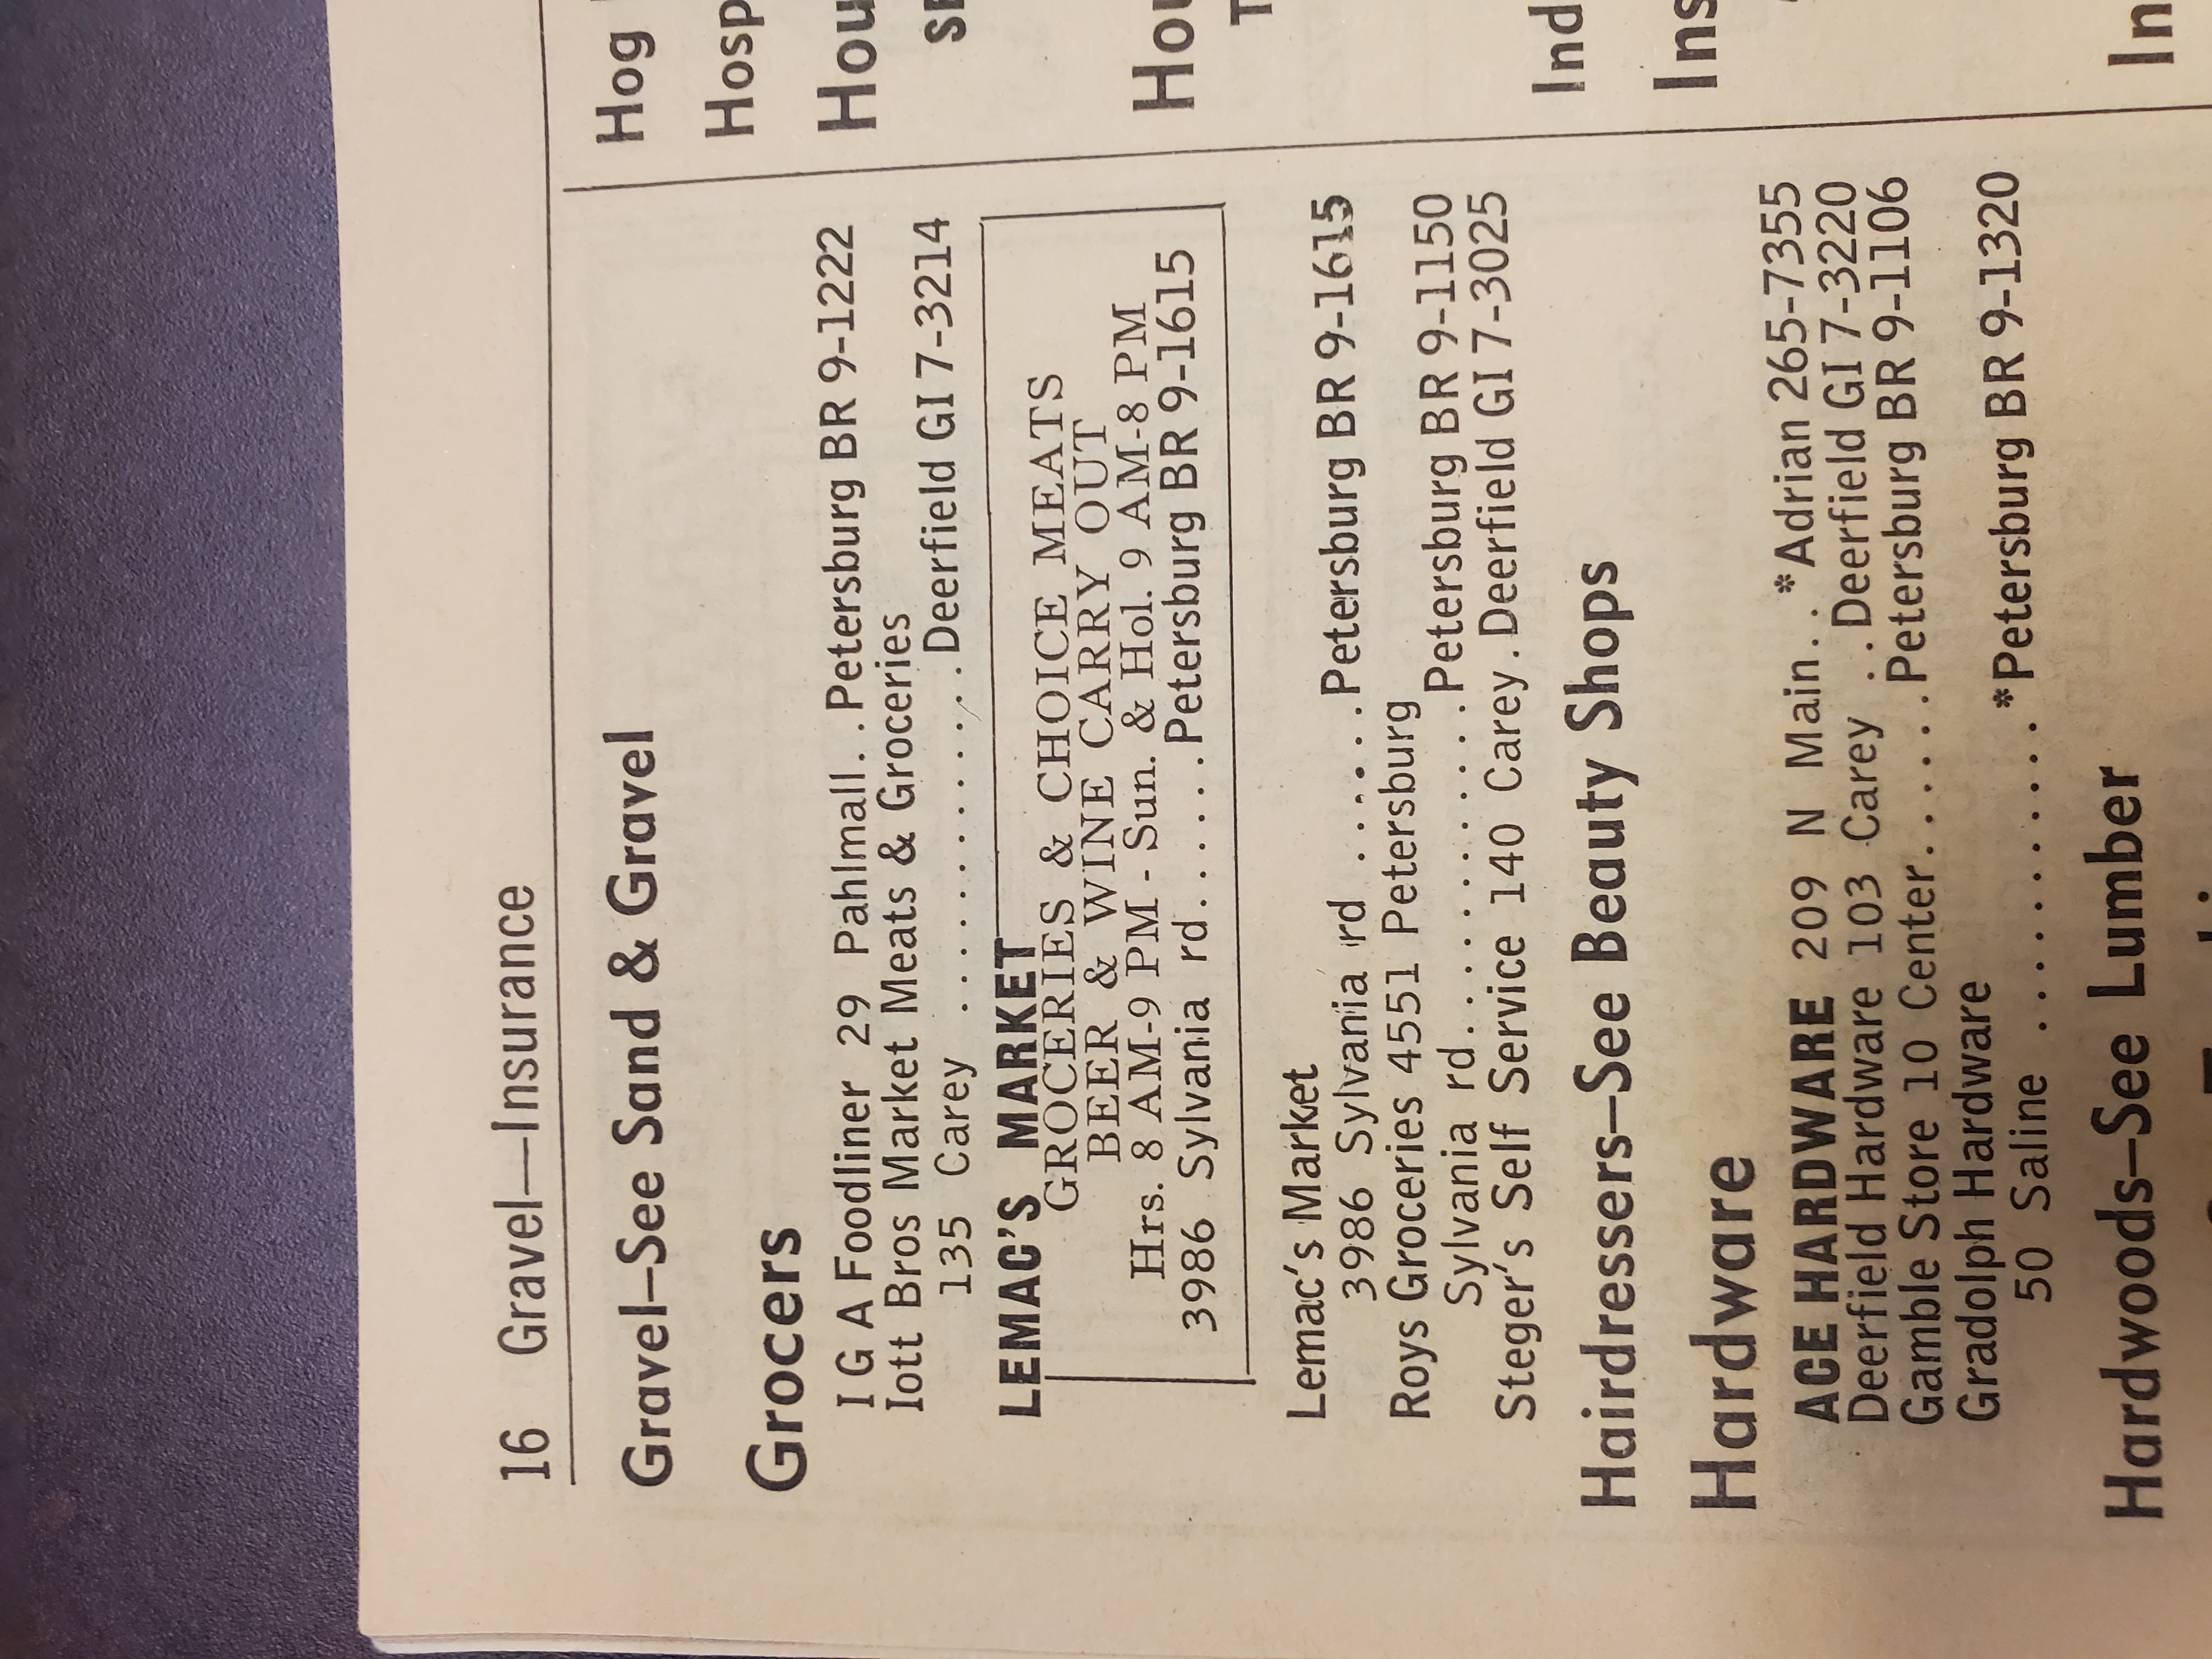 16 Gravel—Insurance
Gravel—See Sand & Gravel
Grocers
I G A Foodliner 29 Pahlmall. . Petersburg BR 9-1222
Iott Bros Market Meats & Groceries
135 Carey . . . . . . . . . . . . Deerfield GI 7-3214
LEMAC'S MARKET
GROCERIES & CHOICE MEATS
BEER & WINE CARRY OUT
Hrs. 8 AM-9 PM - Sun. & Hol. 9 AM-8 PM
3986 Sylvania rd. . . . . . . Petersburg BR 9-1615
Lemac's Market
3986 Sylvania rd . . . . . . Petersburg BR 9-1615
Roys Groceries 4551 Petersburg
Sylvania rd. . . . . . . . . . Petersburg BR 9-1150
Steger's Self Service 140 Carey . Deerfield GI 7-3025
Hairdressers—See Beauty Shops
Hardware
ACE HARDWARE 209 N Main . . *Adrian 265-7355
Deerfield Hardware 103 Carey . . Deerfield GI 7-3220
Gamble Store 10 Center. . . . . . Petersburg BR 9-1106
Gradolph Hardware
50 Saline . . . . . . . . . . *Petersburg BR 9-1320
Hardwoods—See Lumber
Hog
Hosp
Hou
Hou
T
Ind
Ins
In